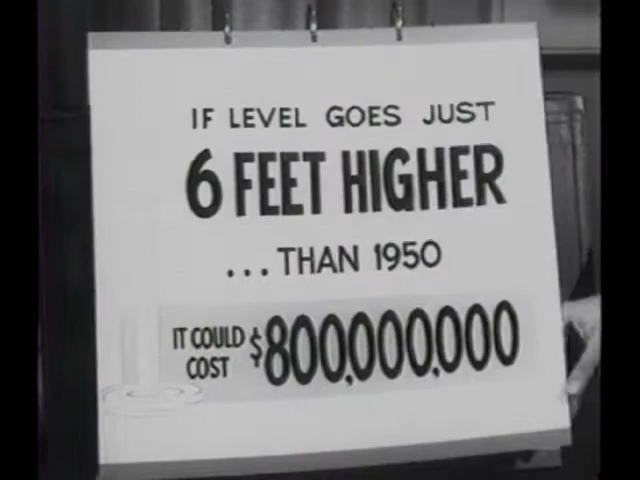 IF LEVEL GOES JUST
6 FEET HIGHER
...THAN 1950
IT COULD
COST $800,000,000